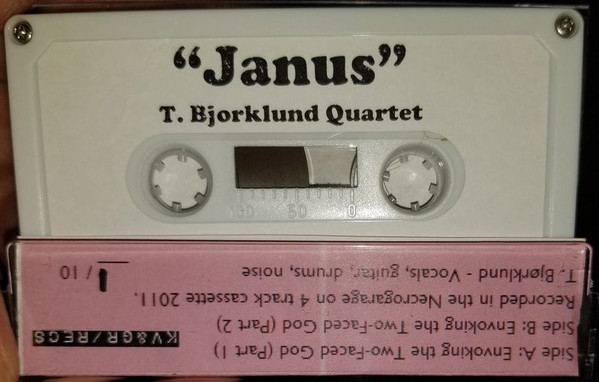 “Janus”
T. Bjorklund Quartet
100 50 0
Side A: Envoking the Two-Faced God (Part 1)
Side B: Envoking the Two-Faced God (Part 2)
Recorded in the Necrogarage on 4 track cassette 2011.
T. Bjørklund - Vocals, guitar, drums, noise
KV&GR/RECS
1 / 10